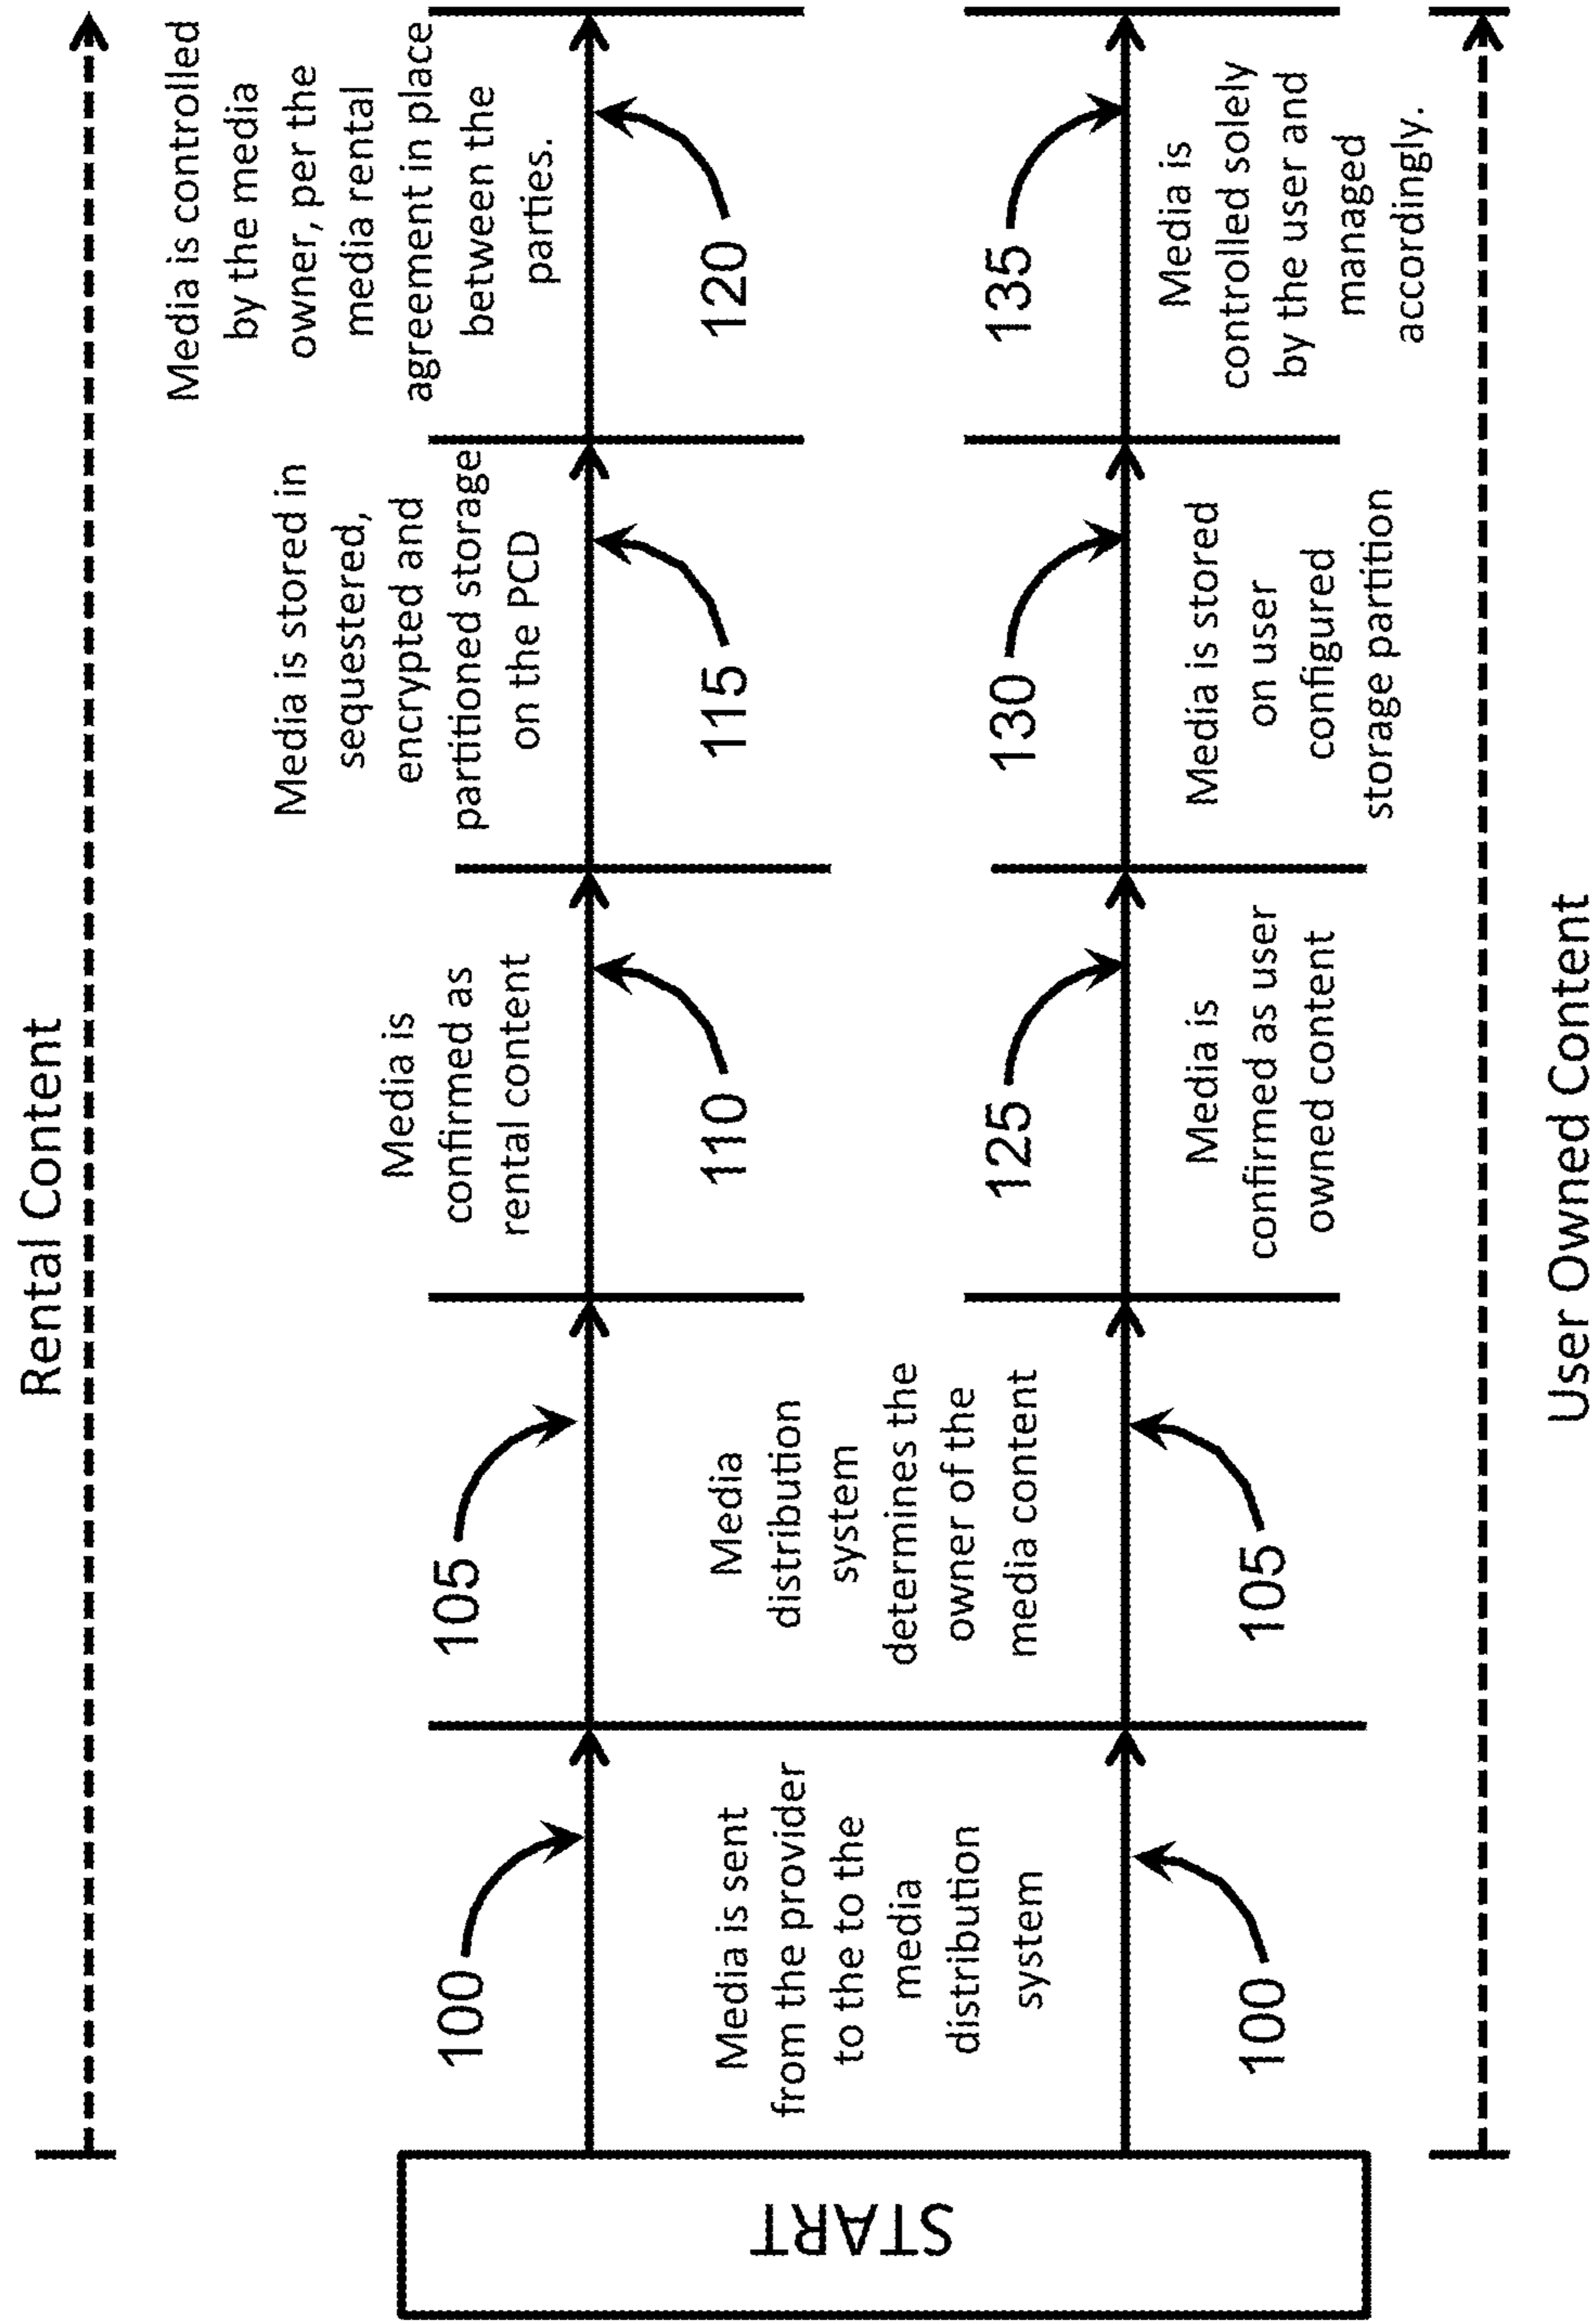 Rental Content
Media is sent
from the provider
to the to the
media
distribution
system
100
100
Media
distribution
system
determines the
owner of the
media content
105
105
Media is
confirmed as
rental content
110
Media is stored in
sequestered,
encrypted and
partitioned storage
on the PCD
115
Media is controlled
by the media
owner, per the
media rental
agreement in place
between the
parties.
120
START
125
Media is
confirmed as user
owned content
130
Media is stored
on user
configured
storage partition
135
Media is
controlled solely
by the user and
managed
accordingly.
User Owned Content